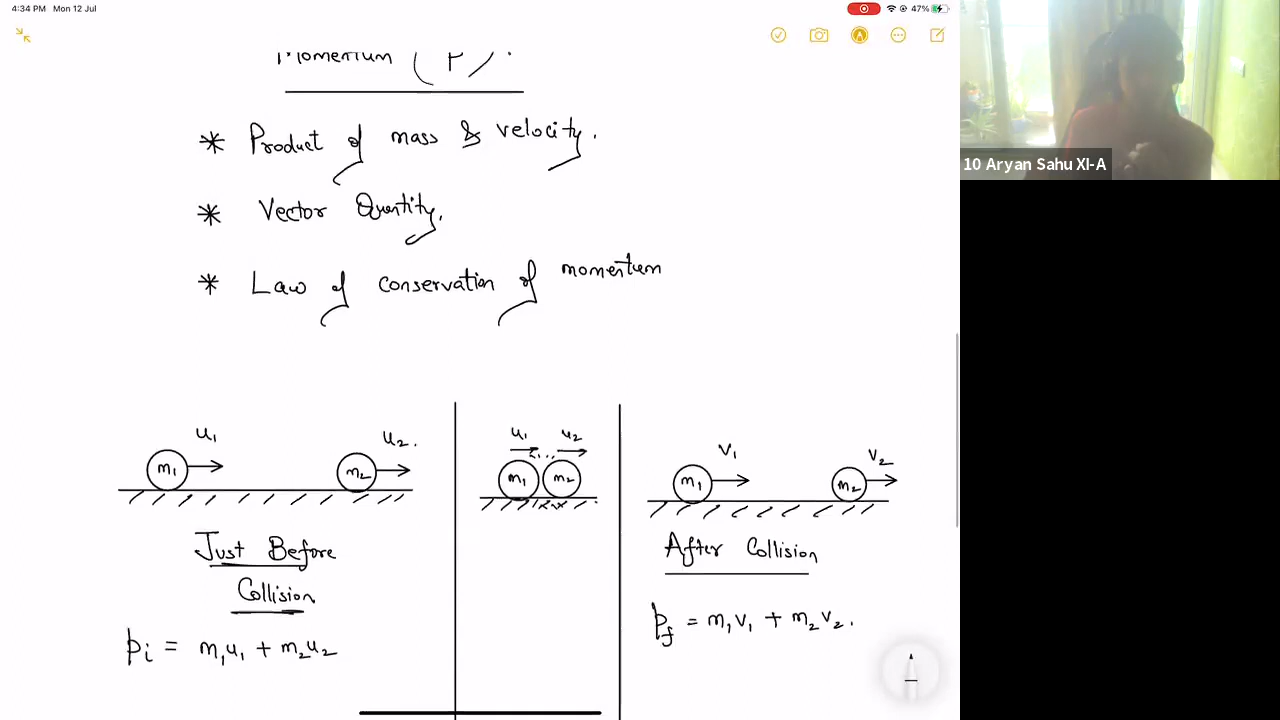 4:34 PM Mon 12 Jul
47%
Momentum (P).
* Product of mass & velocity.
* Vector Quantity.
* Law of conservation of momentum
u₁ u₂.
m₁ m₂
Just Before
Collision
pᵢ = m₁u₁ + m₂u₂
u₁ u₂
m₁ m₂
v₁ v₂
m₁ m₂
After Collision
p_f = m₁v₁ + m₂v₂.
10 Aryan Sahu XI-A